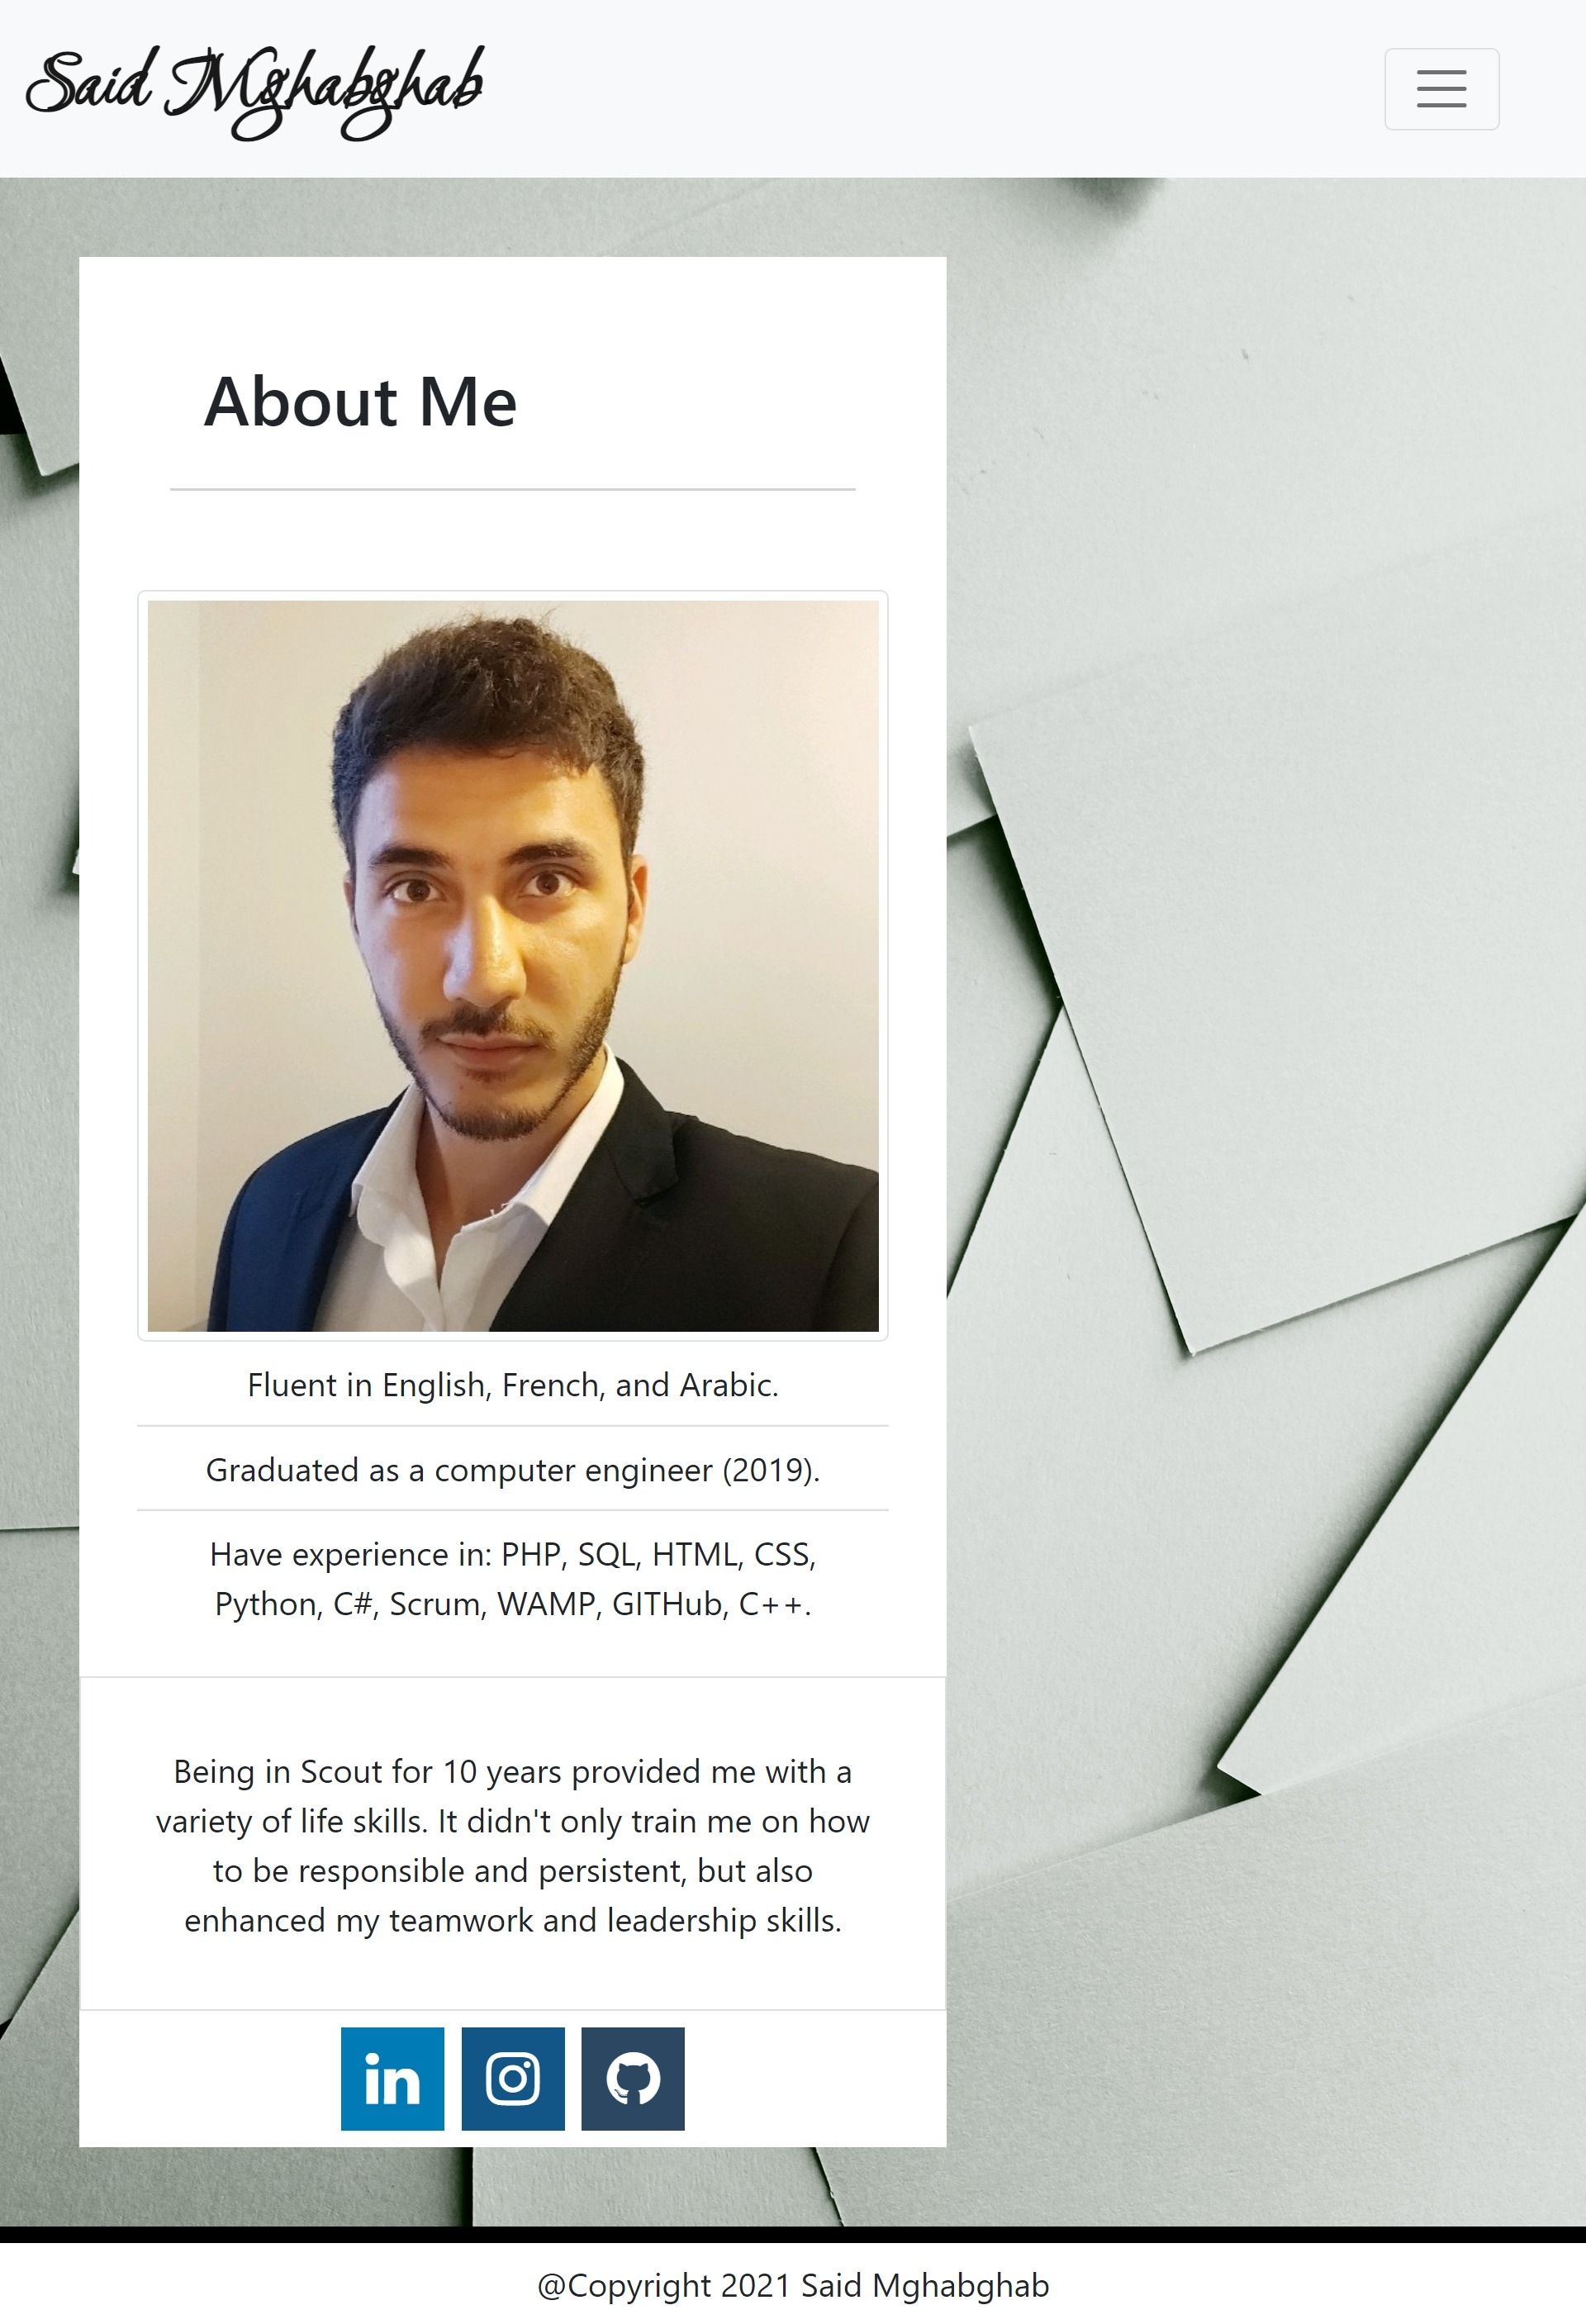 Said Mghabghab
About Me
Fluent in English, French, and Arabic.
Graduated as a computer engineer (2019).
Have experience in: PHP, SQL, HTML, CSS,
Python, C#, Scrum, WAMP, GITHub, C++.
Being in Scout for 10 years provided me with a
variety of life skills. It didn't only train me on how
to be responsible and persistent, but also
enhanced my teamwork and leadership skills.
in
@Copyright 2021 Said Mghabghab